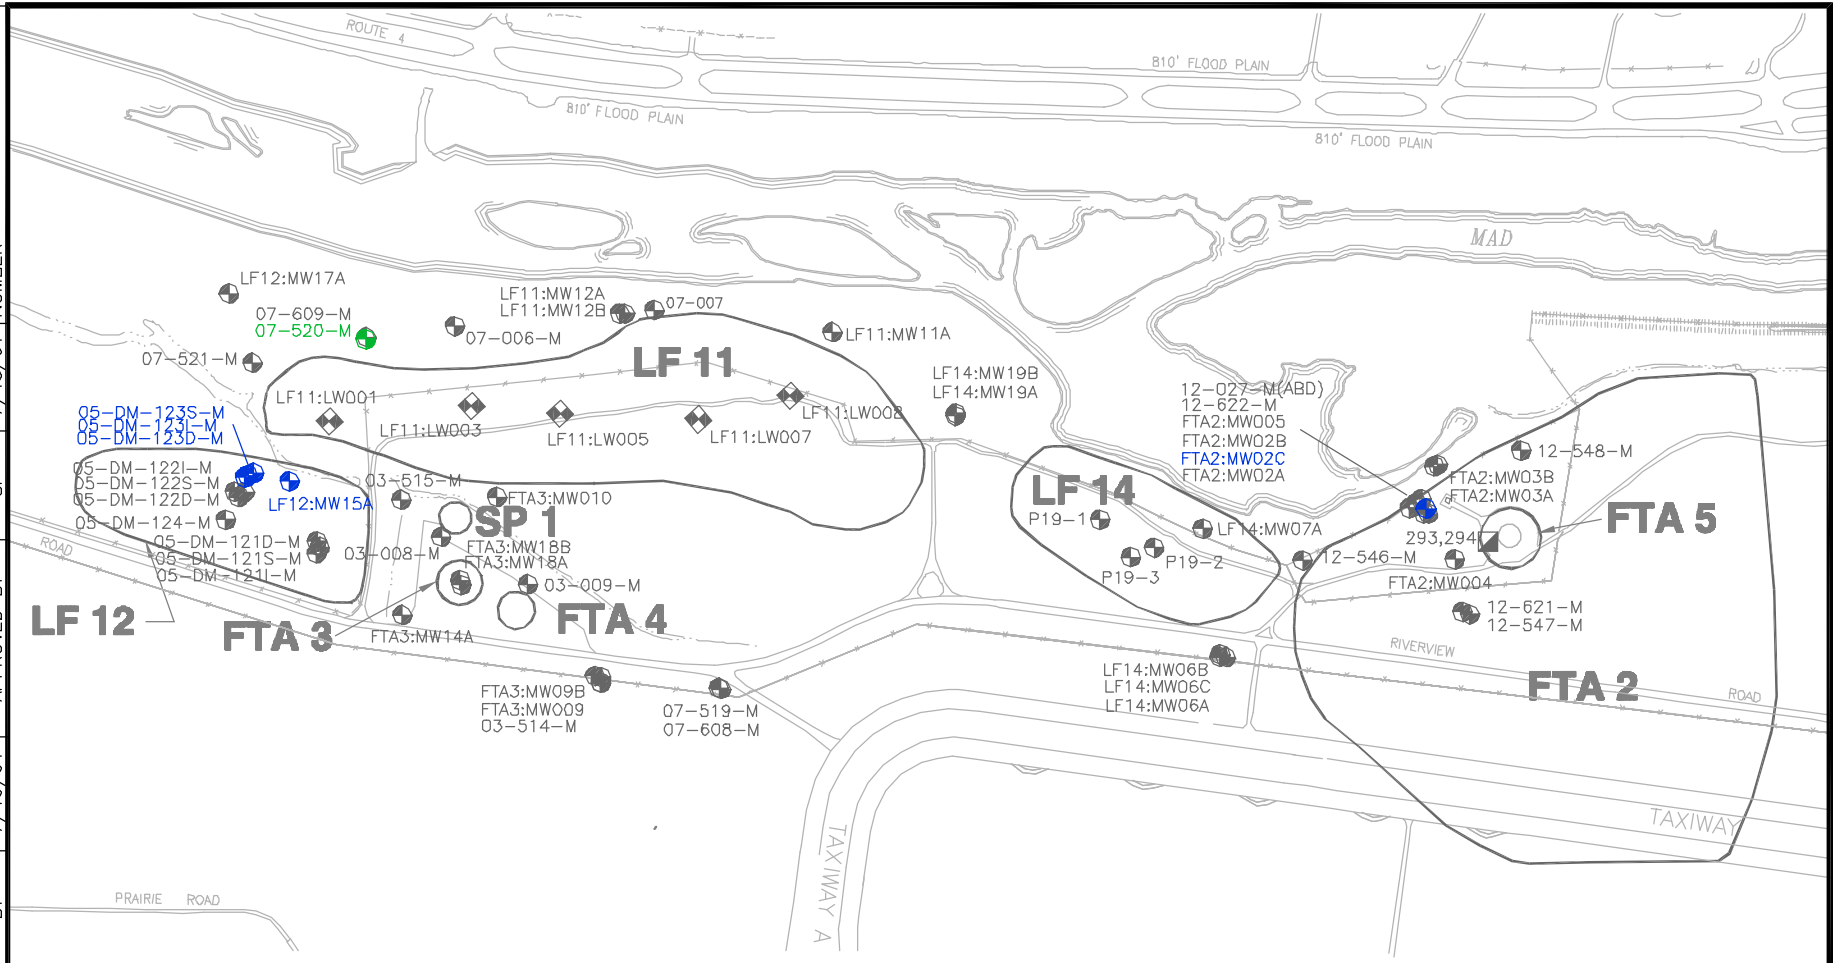 ROUTE 4
810' FLOOD PLAIN
810' FLOOD PLAIN
810' FLOOD PLAIN
MAD
LF12:MW17A
07-609-M
07-520-M
07-521-M
07-006-M
LF11:MW12A
LF11:MW12B
07-007
LF11:MW11A
LF 11
LF11:LW001
LF11:LW003
LF11:LW005
LF11:LW007
LF11:LW008
LF14:MW19B
LF14:MW19A
12-027-M(ABD)
12-622-M
FTA2:MW005
FTA2:MW02B
FTA2:MW02C
FTA2:MW02A
12-548-M
FTA2:MW03B
FTA2:MW03A
05-DM-123S-M
05-DM-123I-M
05-DM-123D-M
05-DM-122I-M
05-DM-122S-M
05-DM-122D-M
05-DM-124-M
05-DM-121D-M
05-DM-121S-M
05-DM-121I-M
LF12:MW15A
03-515-M
FTA3:MW010
SP 1
03-008-M
FTA3:MW18B
FTA3:MW18A
03-009-M
LF 14
P19-1
P19-2
P19-3
LF14:MW07A
12-546-M
293,294
FTA 5
FTA2:MW004
12-621-M
12-547-M
ROAD
LF 12
FTA 3
FTA3:MW14A
FTA 4
FTA3:MW09B
FTA3:MW009
03-514-M
07-519-M
07-608-M
LF14:MW06B
LF14:MW06C
LF14:MW06A
RIVERVIEW
ROAD
FTA 2
TAXIWAY
TAXIWAY A
PRAIRIE ROAD